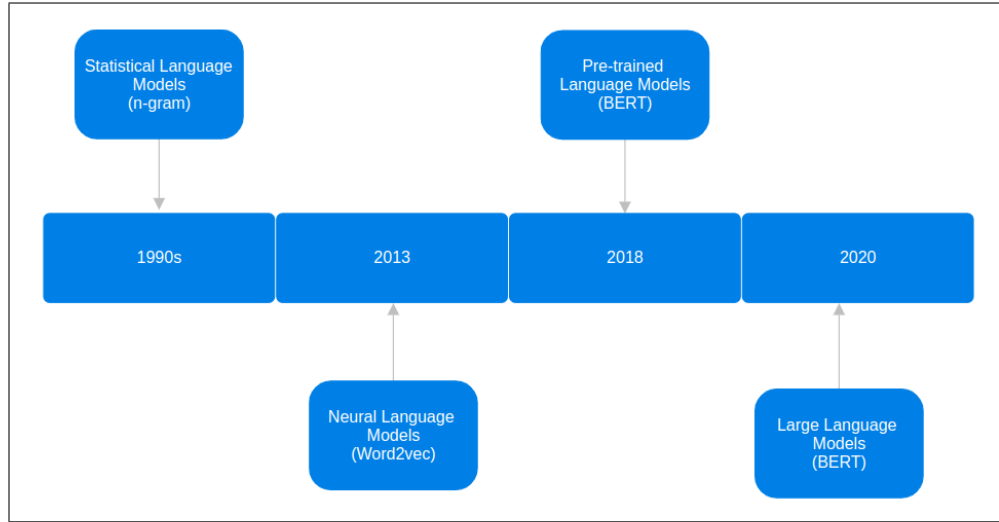 Statistical Language
Models
(n-gram)
Pre-trained
Language Models
(BERT)
1990s
2013
2018
2020
Neural Language
Models
(Word2vec)
Large Language
Models
(BERT)